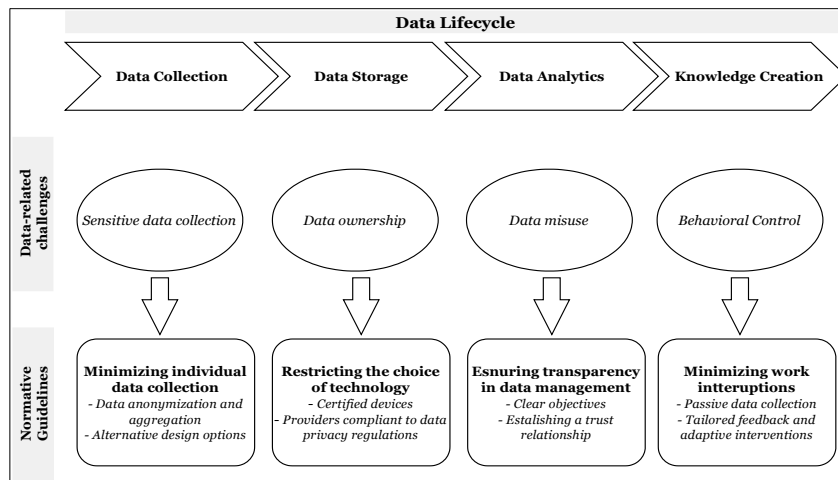 Data Lifecycle
Data Collection
Data Storage
Data Analytics
Knowledge Creation
Data-related
challenges
Sensitive data collection
Data ownership
Data misuse
Behavioral Control
Normative
Guidelines
Minimizing individual
data collection
- Data anonymization and
aggregation
- Alternative design options
Restricting the choice
of technology
- Certified devices
- Providers compliant to data
privacy regulations
Esnuring transparency
in data management
- Clear objectives
- Estalishing a trust
relationship
Minimizing work
intteruptions
- Passive data collection
- Tailored feedback and
adaptive interventions